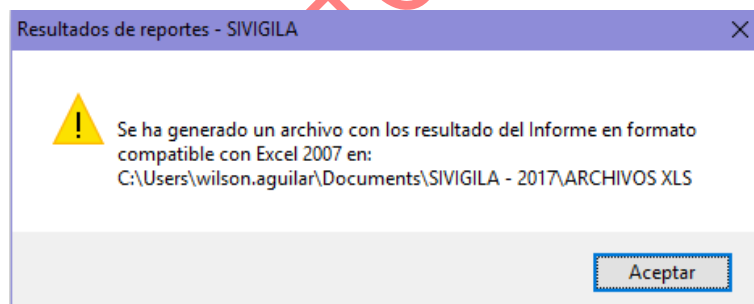 Resultados de reportes - SIVIGILA
Se ha generado un archivo con los resultado del Informe en formato
compatible con Excel 2007 en:
C:\Users\wilson.aguilar\Documents\SIVIGILA - 2017\ARCHIVOS XLS
Aceptar